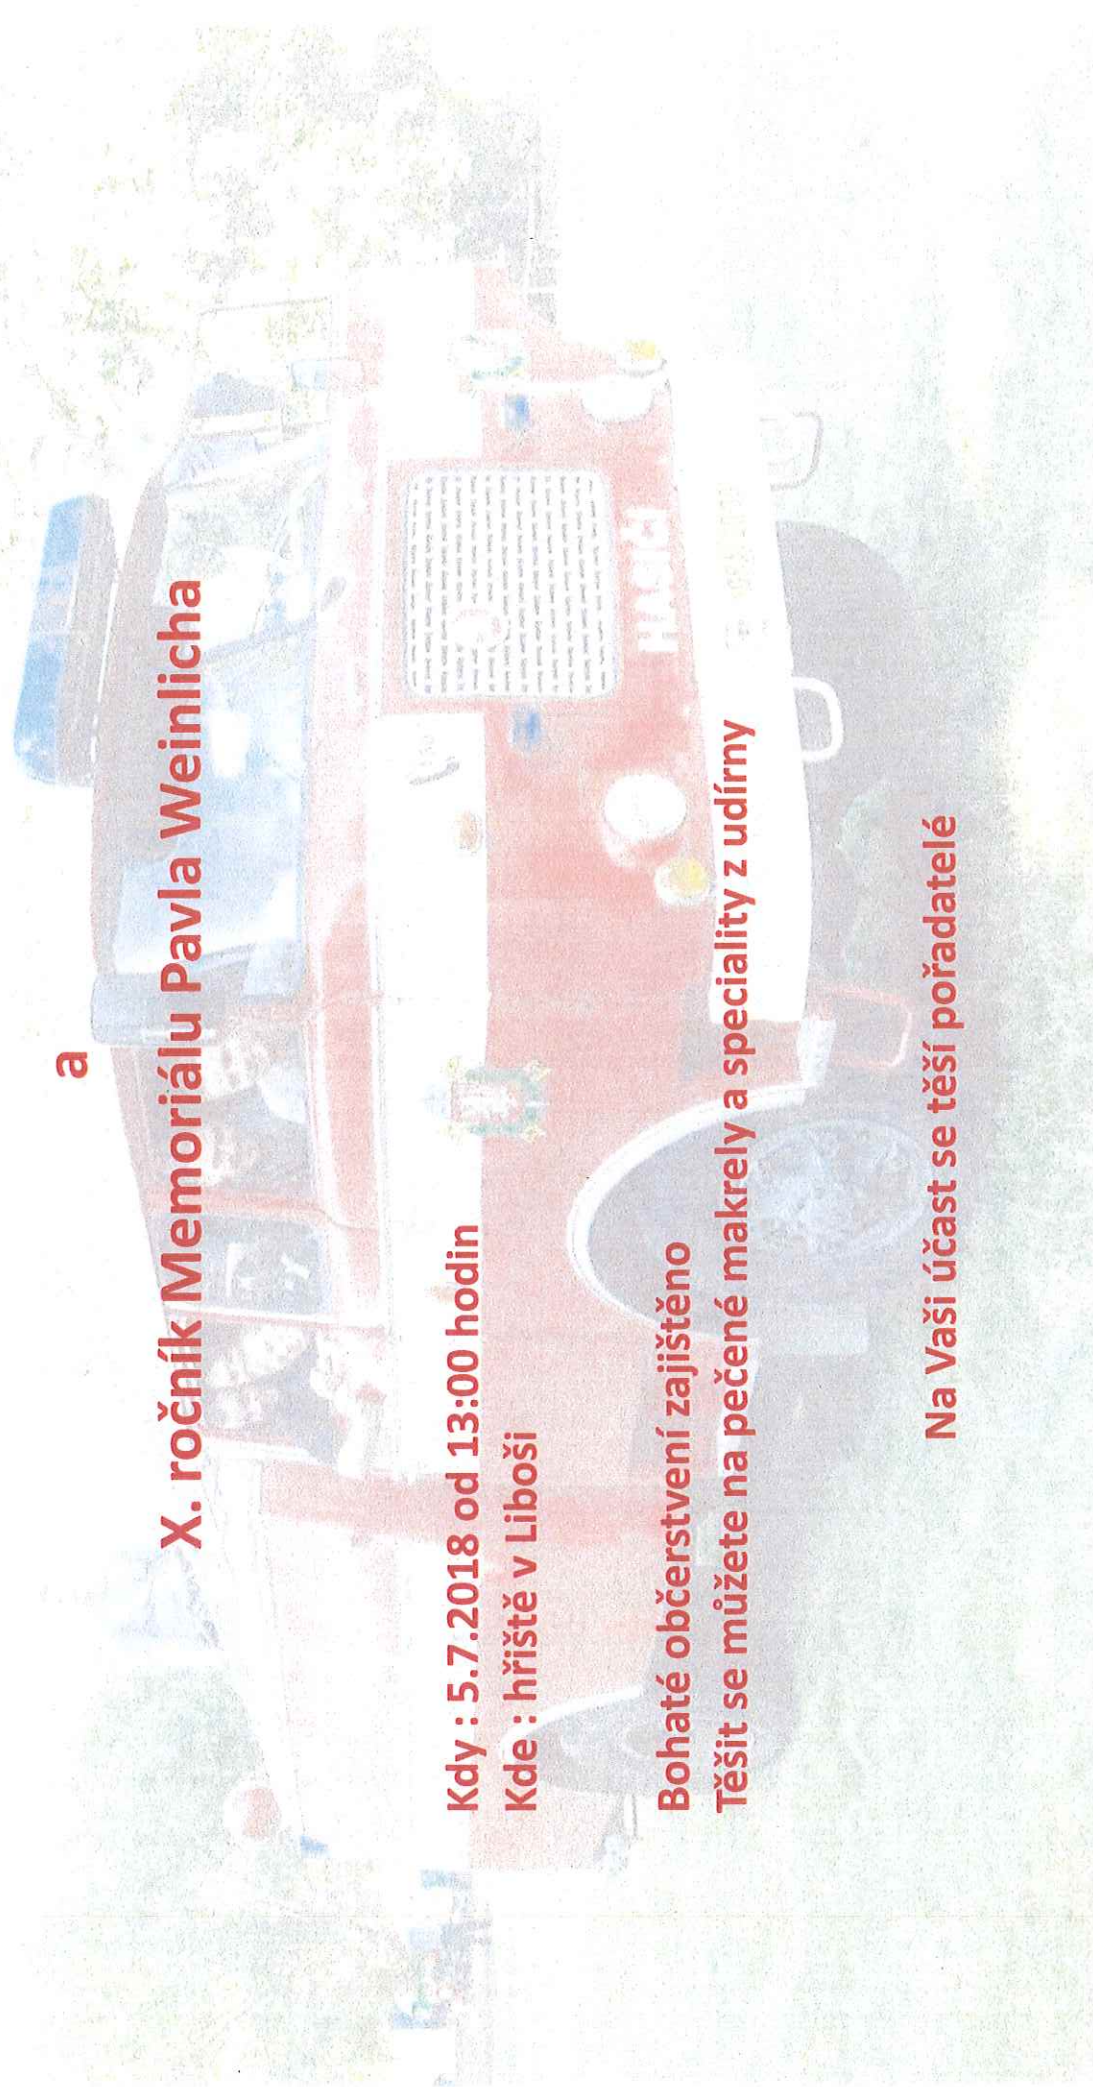 a
X. ročník Memoriálu Pavla Weinlicha
Kdy : 5.7.2018 od 13:00 hodin
Kde : hřiště v Liboši
Bohaté občerstvení zajištěno
Těšit se můžete na pečené makrely a speciality z udírny
Na Vaši účast se těší pořadatelé
HASIČI